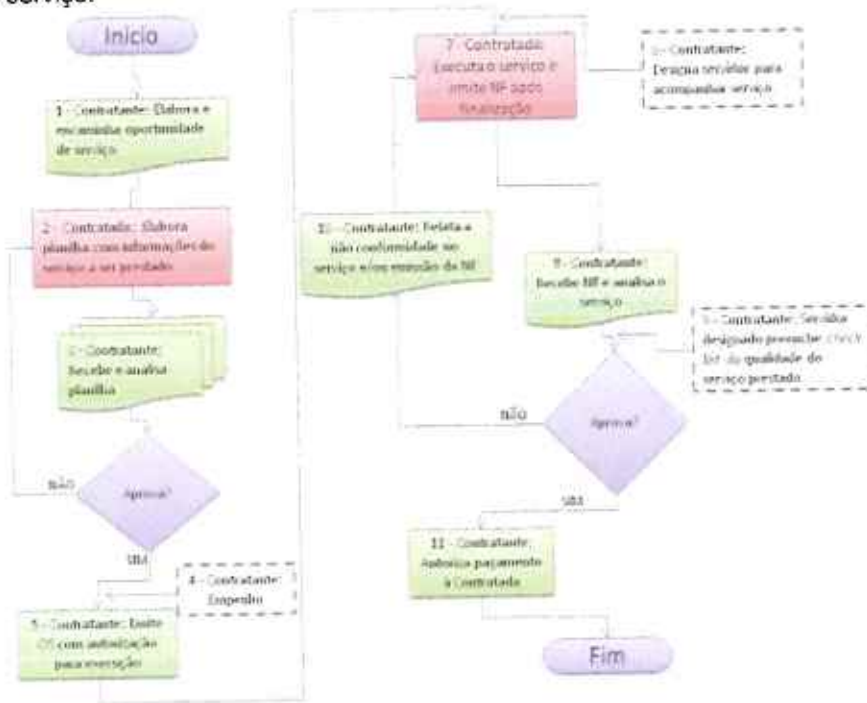 serviço.
Início
1 - Contratante: Elabora e
encaminha oportunidade
de serviço
2 - Contratada: Elabora
planilha com informações do
serviço a ser prestado
Contratante:
Recebe e analisa
planilha
Aprova?
NÃO
SIM
4 - Contratante:
Empenho
5 - Contratante: Emite
OS com autorização
para execução
7 - Contratada:
Executa o serviço e
emite NF após
finalização
- Contratante:
Designa servidor para
acompanhar serviço
10 - Contratante: Relata a
não conformidade no
serviço e/ou emissão da NF
- Contratante:
Recebe NF e analisa o
serviço
- Contratante: Servidor
designado preenche check
list da qualidade do
serviço prestado
Aprova?
NÃO
SIM
11 - Contratante:
Autoriza pagamento
à Contratada
Fim